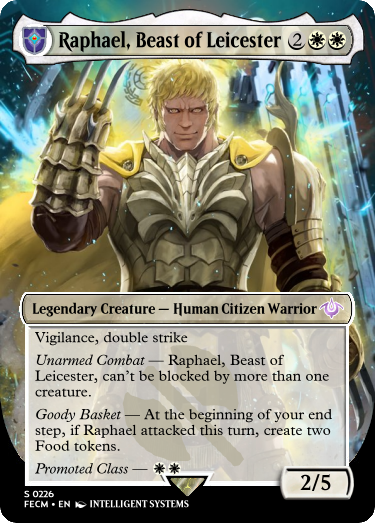 Raphael, Beast of Leicester 2
Legendary Creature — Human Citizen Warrior
Vigilance, double strike
Unarmed Combat — Raphael, Beast of
Leicester, can't be blocked by more than one
creature.
Goody Basket — At the beginning of your end
step, if Raphael attacked this turn, create two
Food tokens.
Promoted Class —
2/5
S 0226
FECM • EN INTELLIGENT SYSTEMS